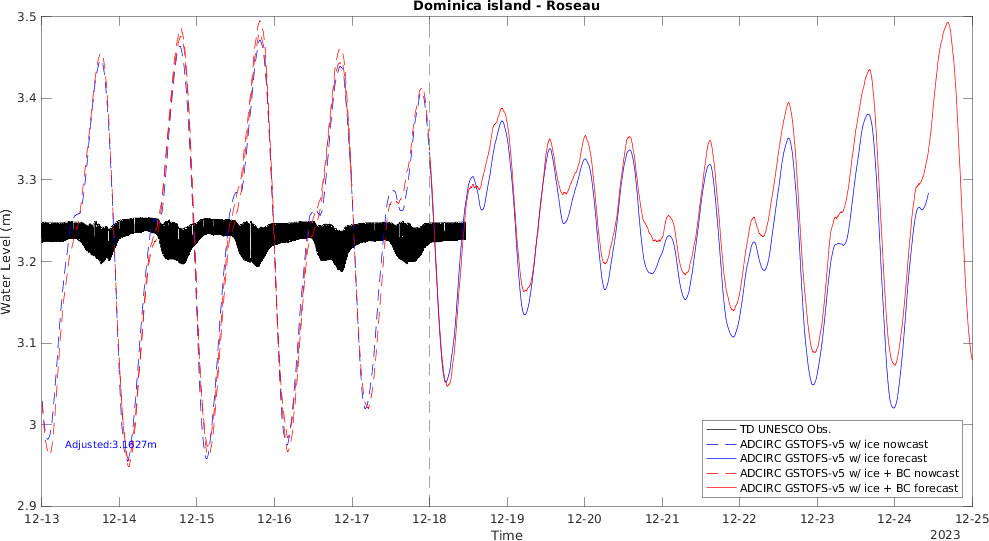 Dominica island - Roseau
3.5
3.4
3.3
3.2
3.1
3
2.9
Water Level (m)
Adjusted:3.1627m
TD UNESCO Obs.
ADCIRC GSTOFS-v5 w/ ice nowcast
ADCIRC GSTOFS-v5 w/ ice forecast
ADCIRC GSTOFS-v5 w/ ice + BC nowcast
ADCIRC GSTOFS-v5 w/ ice + BC forecast
12-13 12-14 12-15 12-16 12-17 12-18 12-19 12-20 12-21 12-22 12-23 12-24 12-25
Time
2023